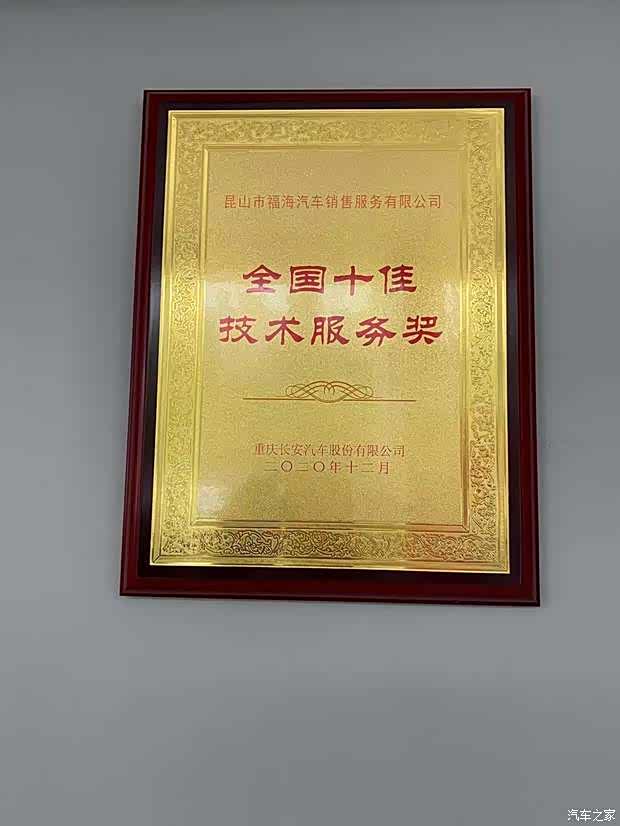 昆山市福海汽车销售服务有限公司
全国十佳
技术服务奖
重庆长安汽车股份有限公司
二〇二〇年十二月
汽车之家